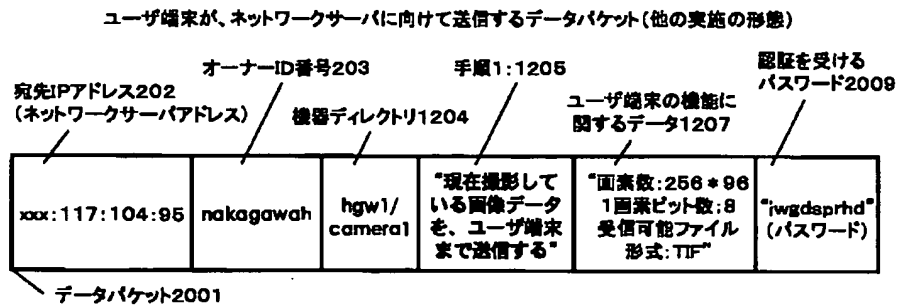 ユーザ端末が、ネットワークサーバに向けて送信するデータパケット(他の実施の形態)
宛先IPアドレス202
(ネットワークサーバアドレス)
オーナーID番号203
機器ディレクトリ1204
手順1:1205
ユーザ端末の機能に
関するデータ1207
認証を受ける
パスワード2009
xxx:117:104:95
nakagawah
hgw1/
camera1
"現在撮影して
いる画像データ
を、ユーザ端末
まで送信する"
"画素数:256*96
1画素ビット数;8
受信可能ファイル
形式:TIF"
"iwgdsprhd"
(パスワード)
データパケット2001